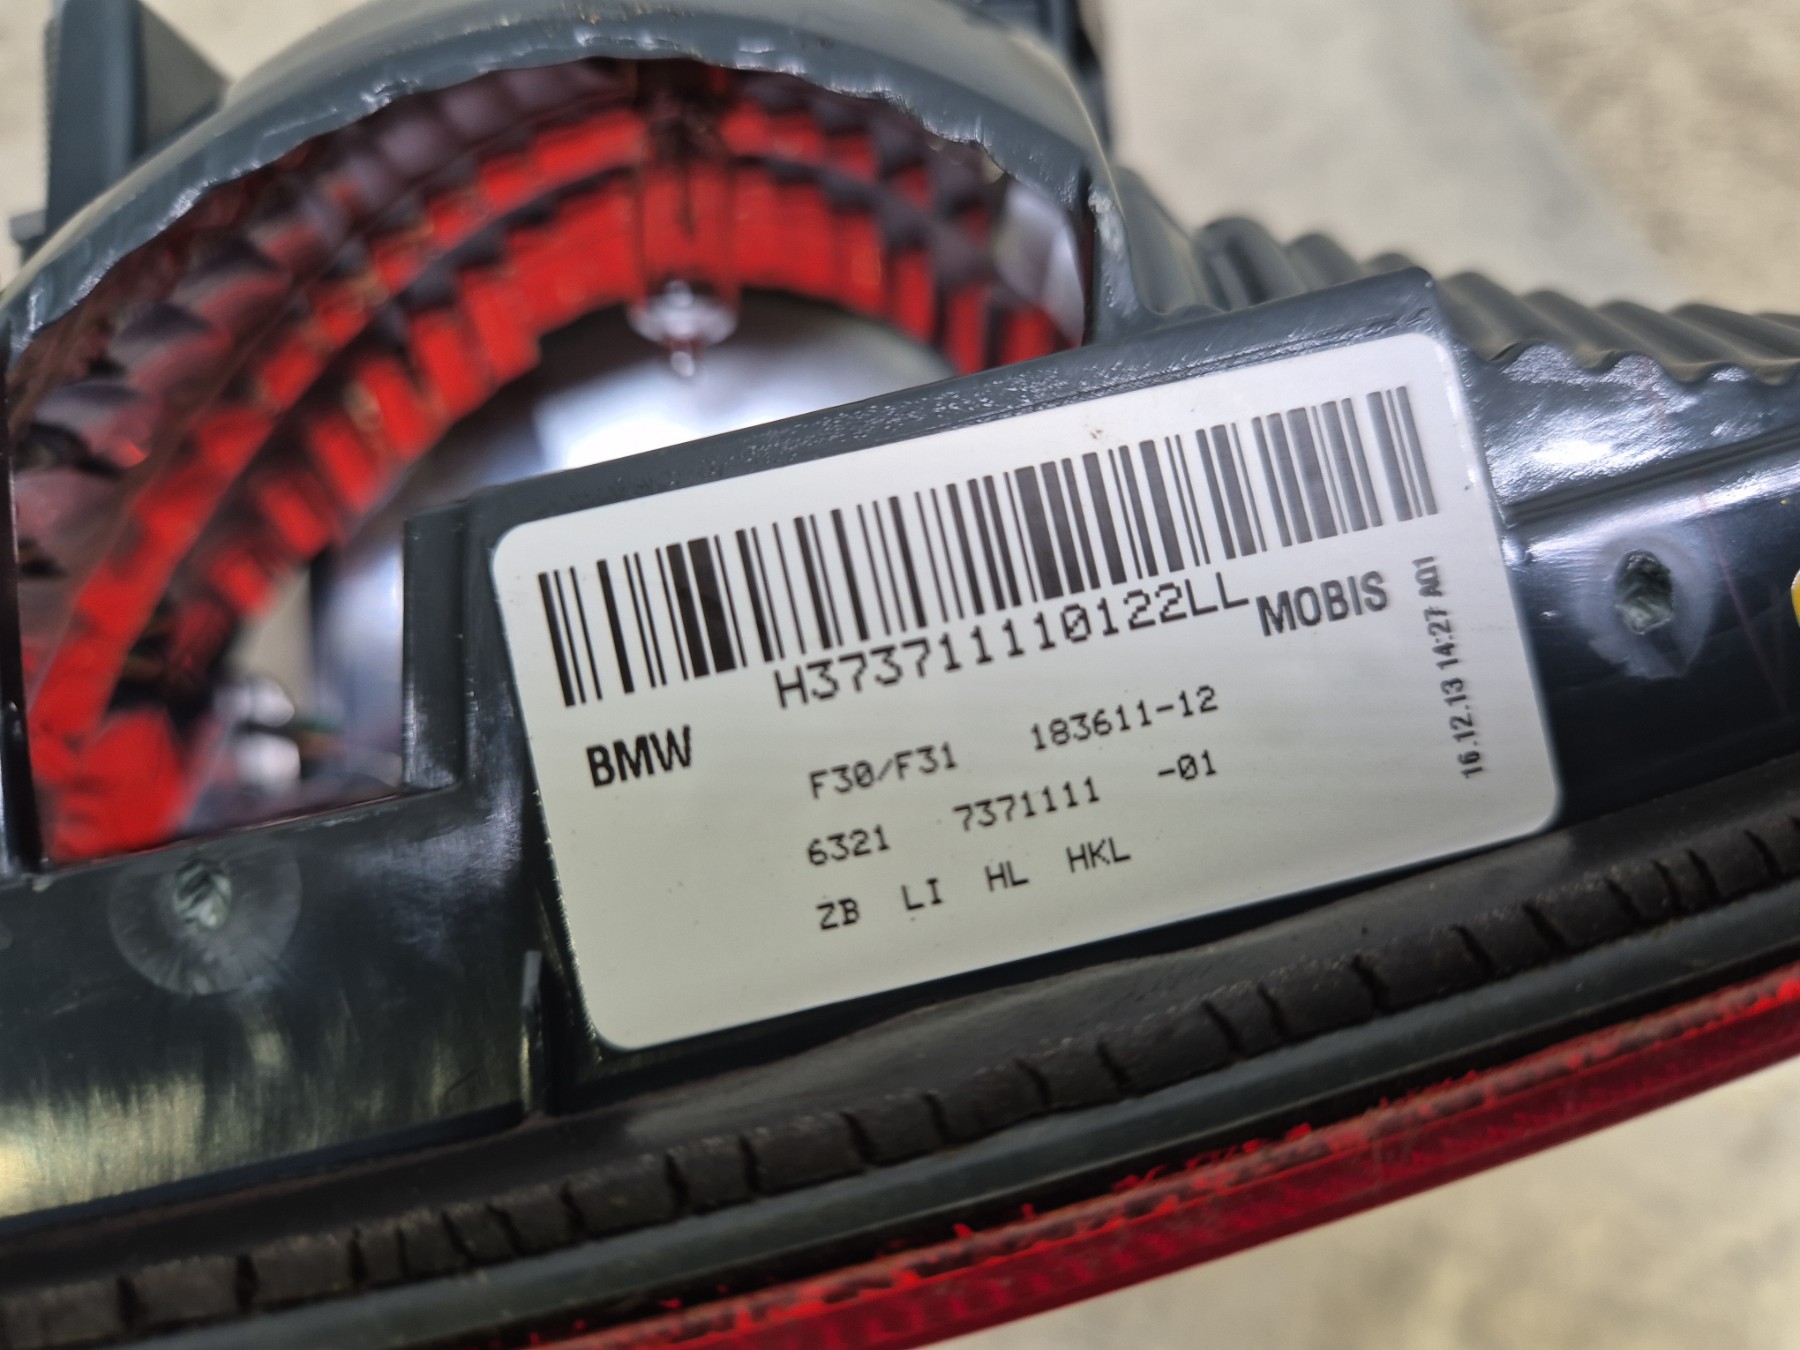 H3737111110122LL
MOBIS
BMW
F30/F31 183611-12
6321 7371111 -01
ZB LI HL HKL
16.12.13 14:27 A01